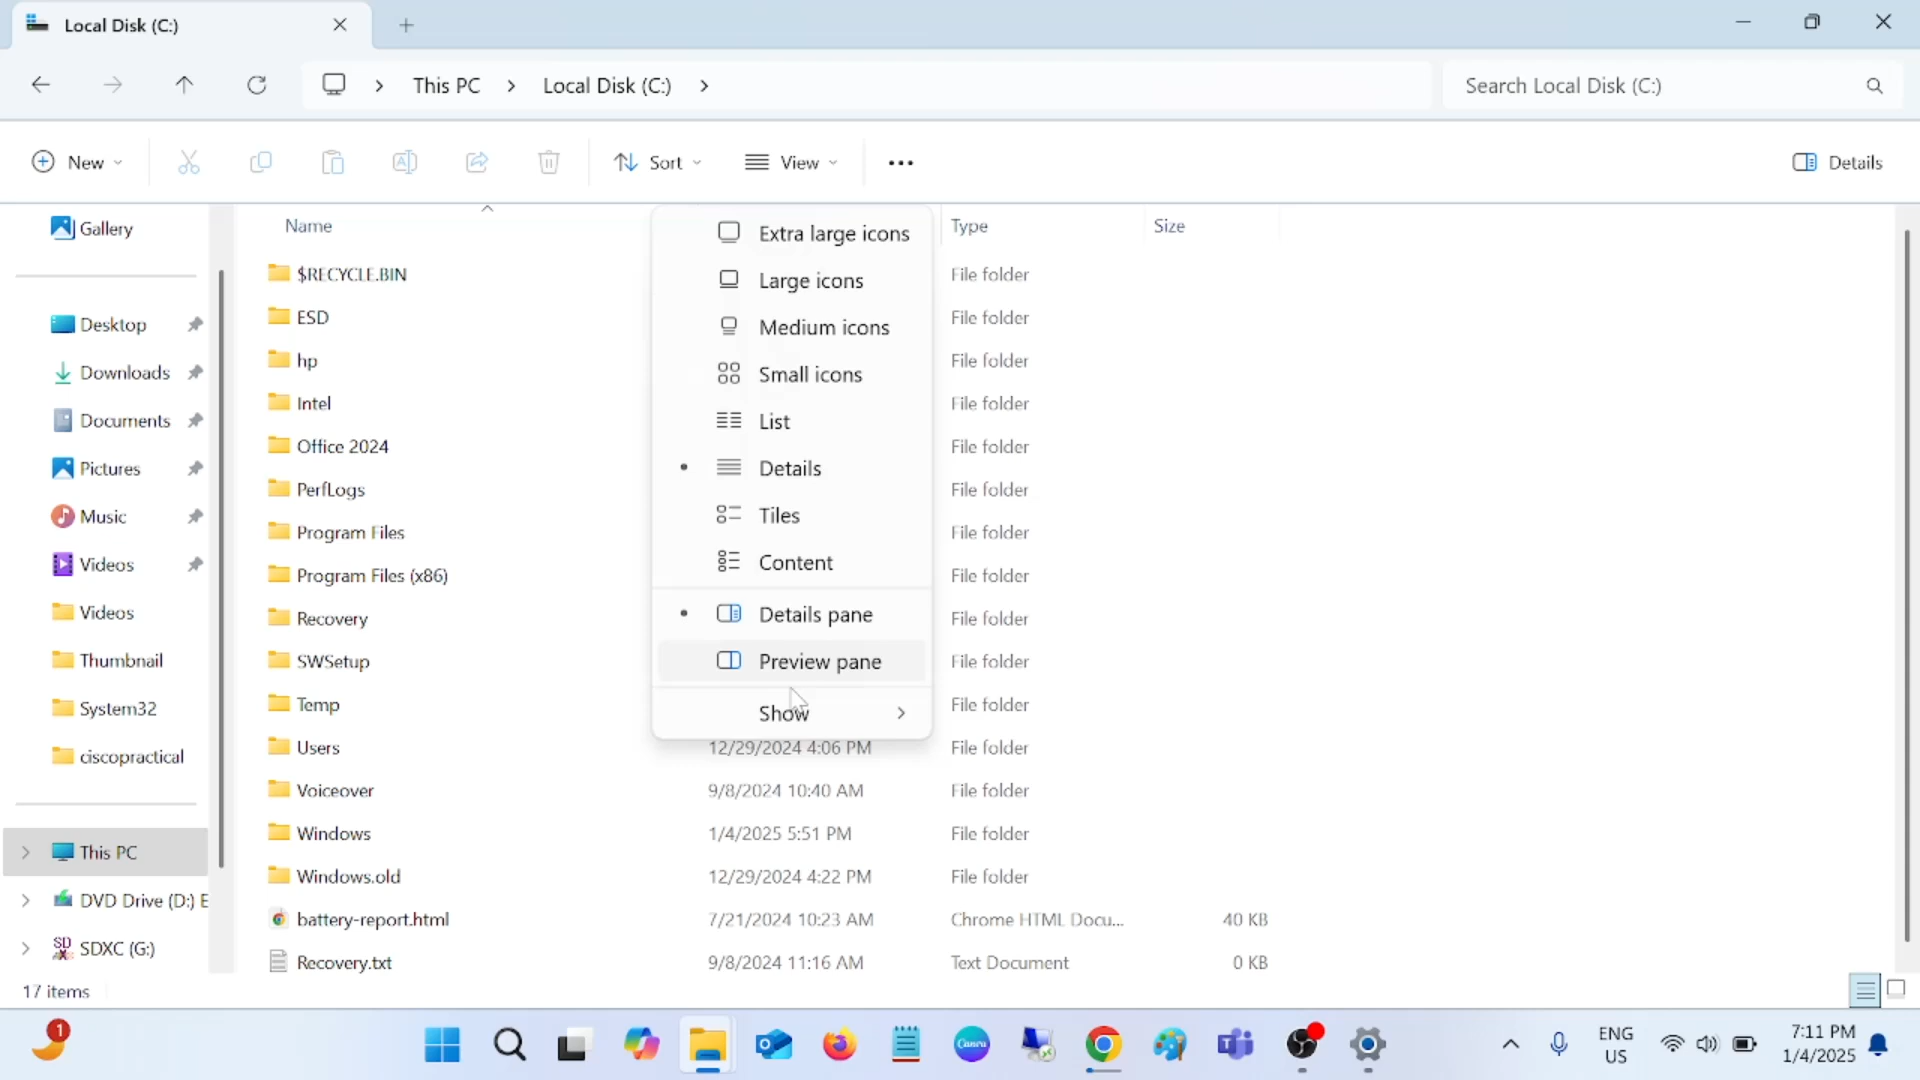 Local Disk (C:)
This PC > Local Disk (C:) >
Search Local Disk (C:)
New
Sort
View
Details
Gallery
Desktop
Downloads
Documents
Pictures
Music
Videos
Videos
Thumbnail
System32
ciscopractical
This PC
DVD Drive (D:) E
SDXC (G:)
Name
Type
Size
$RECYCLE.BIN File folder
ESD File folder
hp File folder
Intel File folder
Office 2024 File folder
PerfLogs File folder
Program Files File folder
Program Files (x86) File folder
Recovery File folder
SWSetup File folder
Temp File folder
Users 12/29/2024 4:06 PM File folder
Voiceover 9/8/2024 10:40 AM File folder
Windows 1/4/2025 5:51 PM File folder
Windows.old 12/29/2024 4:22 PM File folder
battery-report.html 7/21/2024 10:23 AM Chrome HTML Docu... 40 KB
Recovery.txt 9/8/2024 11:16 AM Text Document 0 KB
Extra large icons
Large icons
Medium icons
Small icons
List
Details
Tiles
Content
Details pane
Preview pane
Show
17 items
1
Canva
ENG
US
7:11 PM
1/4/2025